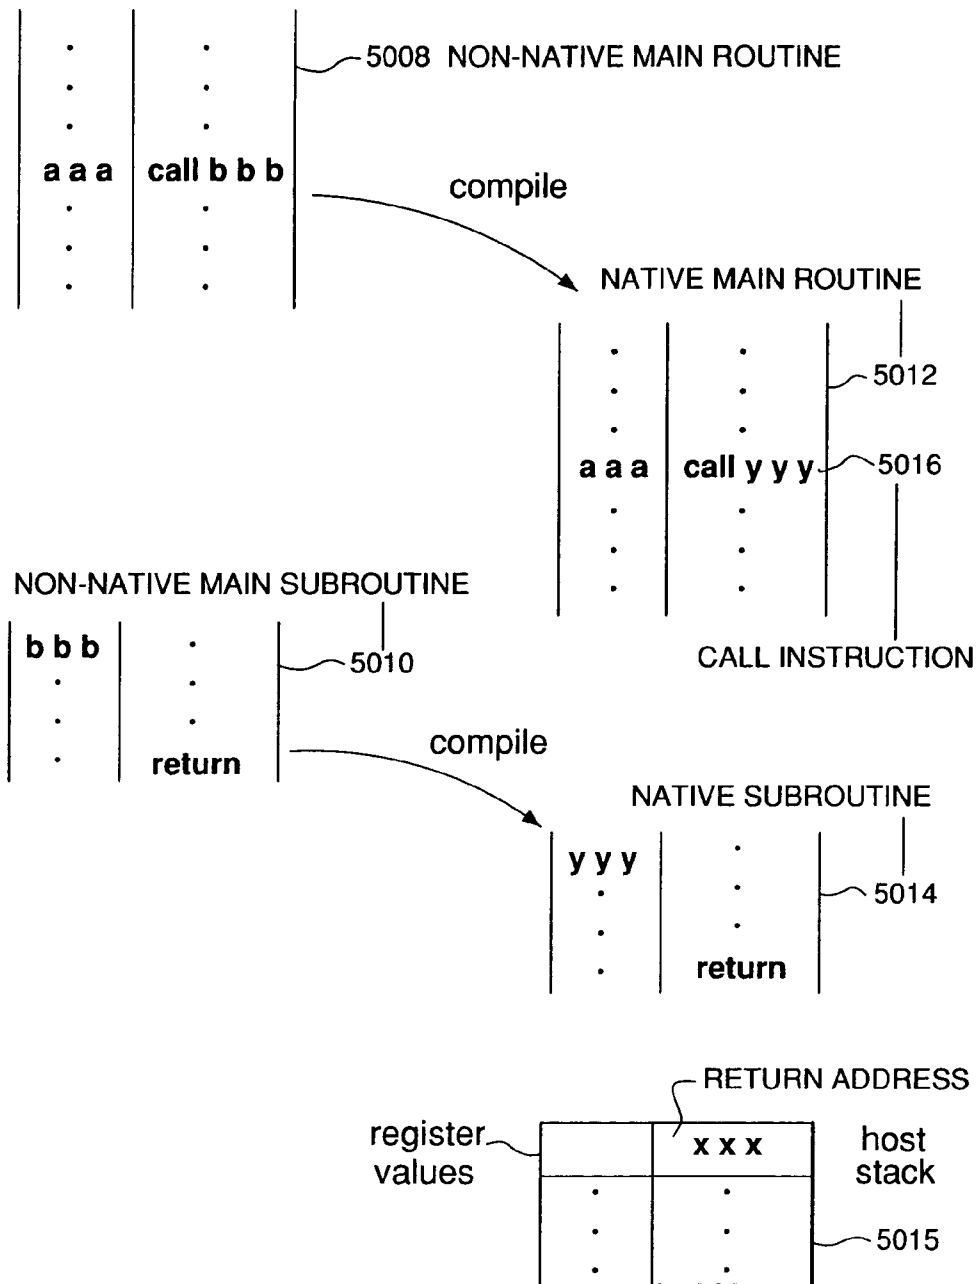 5008 NON-NATIVE MAIN ROUTINE
a a a call b b b
compile
NATIVE MAIN ROUTINE
5012
a a a call y y y 5016
NON-NATIVE MAIN SUBROUTINE
b b b
5010
CALL INSTRUCTION
return
compile
NATIVE SUBROUTINE
y y y
5014
return
RETURN ADDRESS
register
values
x x x
host
stack
5015